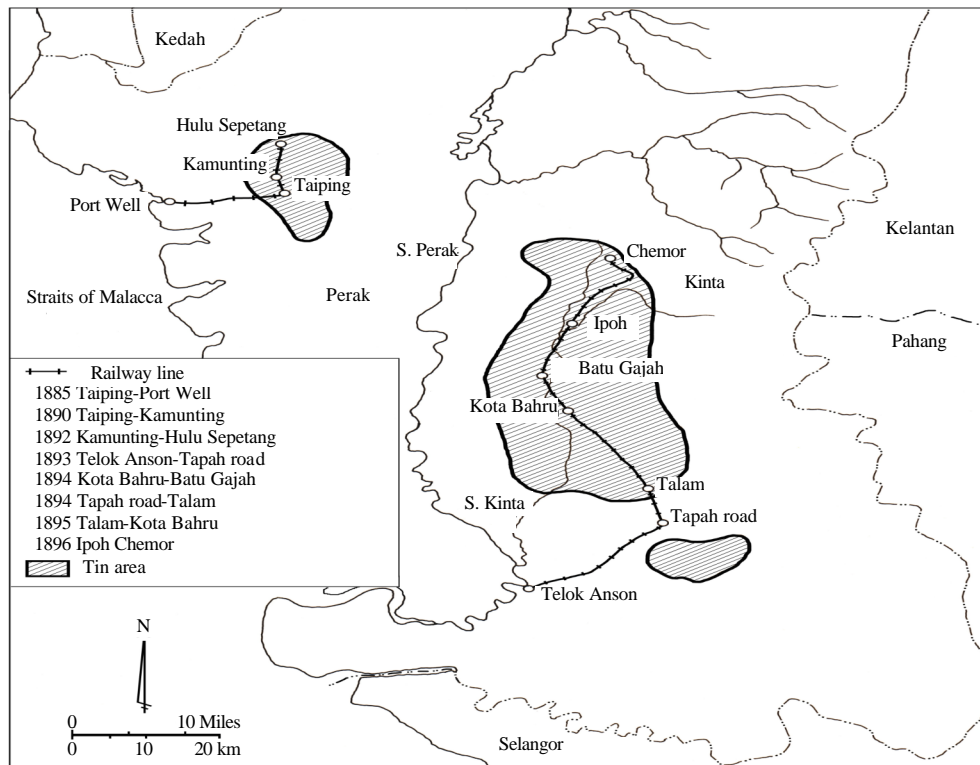 Kedah
Hulu Sepetang
Kamunting
Taiping
Port Well
S. Perak
Chemor
Kelantan
Kinta
Straits of Malacca
Perak
Ipoh
Pahang
Batu Gajah
Kota Bahru
Talam
S. Kinta
Tapah road
Telok Anson
Selangor
Railway line
1885 Taiping-Port Well
1890 Taiping-Kamunting
1892 Kamunting-Hulu Sepetang
1893 Telok Anson-Tapah road
1894 Kota Bahru-Batu Gajah
1894 Tapah road-Talam
1895 Talam-Kota Bahru
1896 Ipoh Chemor
Tin area
N
0 10 Miles
0 10 20 km